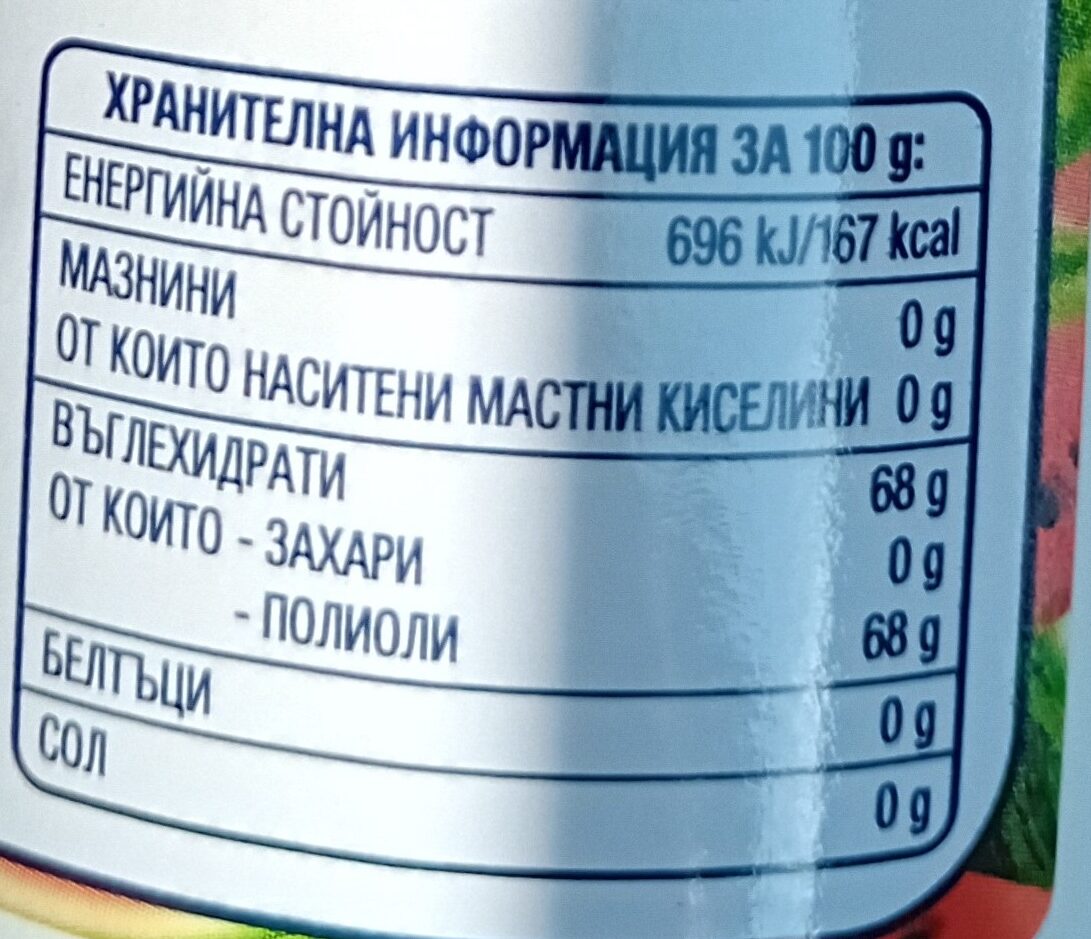 ХРАНИТЕЛНА ИНФОРМАЦИЯ ЗА 100 g:
ЕНЕРГИЙНА СТОЙНОСТ 696 kJ/167 kcal
МАЗНИНИ 0 g
ОТ КОИТО НАСИТЕНИ МАСТНИ КИСЕЛИНИ 0 g
ВЪГЛЕХИДРАТИ 68 g
ОТ КОИТО - ЗАХАРИ 0 g
- ПОЛИОЛИ 68 g
БЕЛТЪЦИ 0 g
СОЛ 0 g